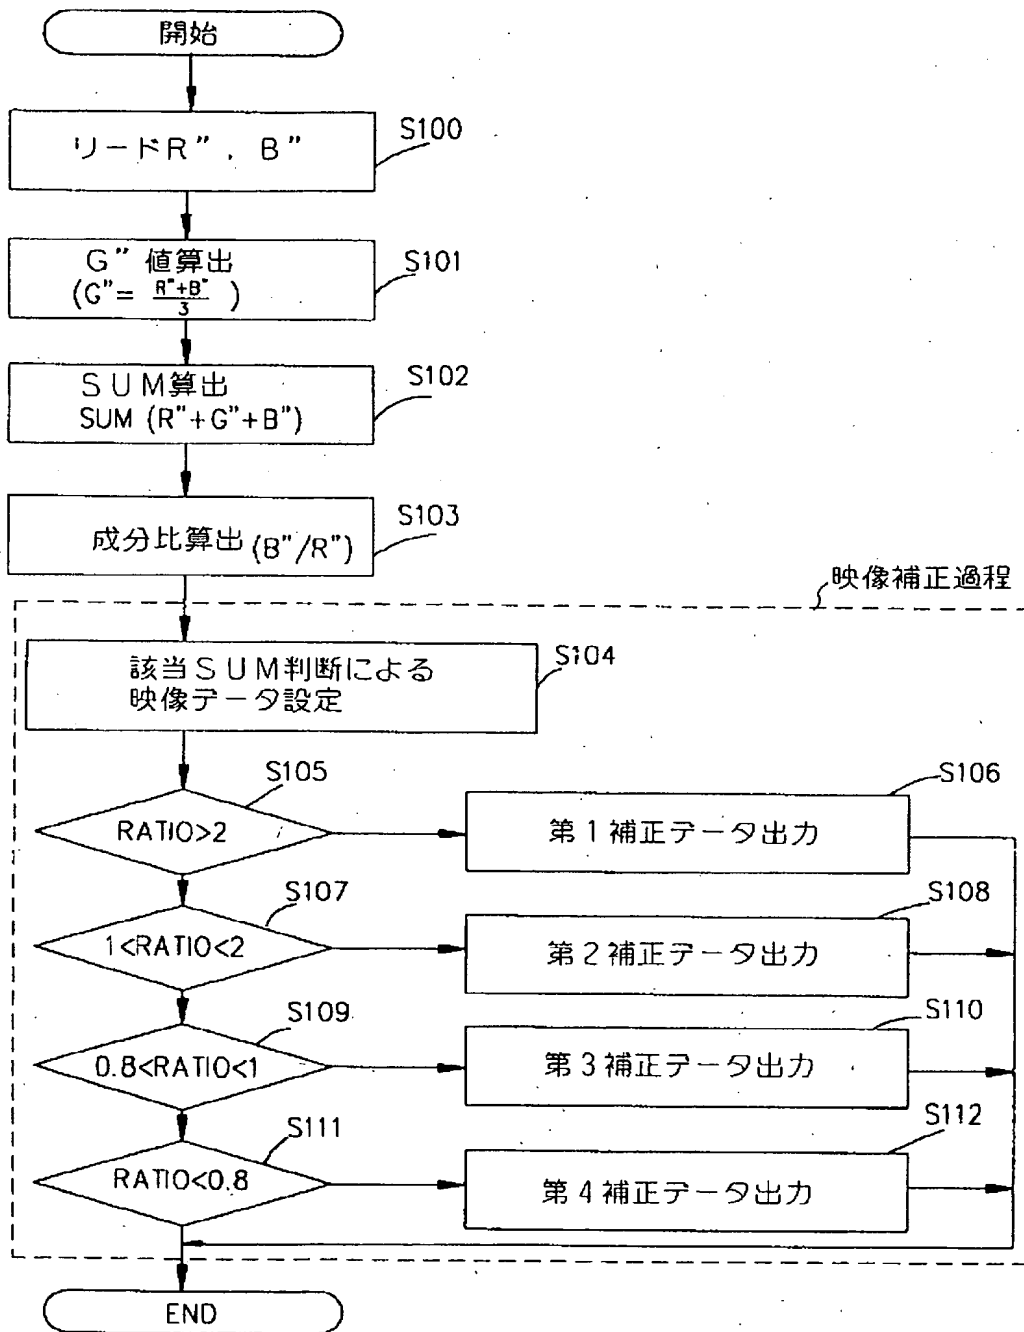 開始
リードR", B"
S100
G" 値算出
(G"= R"+B"/3 )
S101
SUM算出
SUM (R"+G"+B")
S102
成分比算出 (B"/R")
S103
映像補正過程
該当SUM判断による
映像データ設定
S104
RATIO>2
S105
第1補正データ出力
S106
1<RATIO<2
S107
第2補正データ出力
S108
0.8<RATIO<1
S109
第3補正データ出力
S110
RATIO<0.8
S111
第4補正データ出力
S112
END